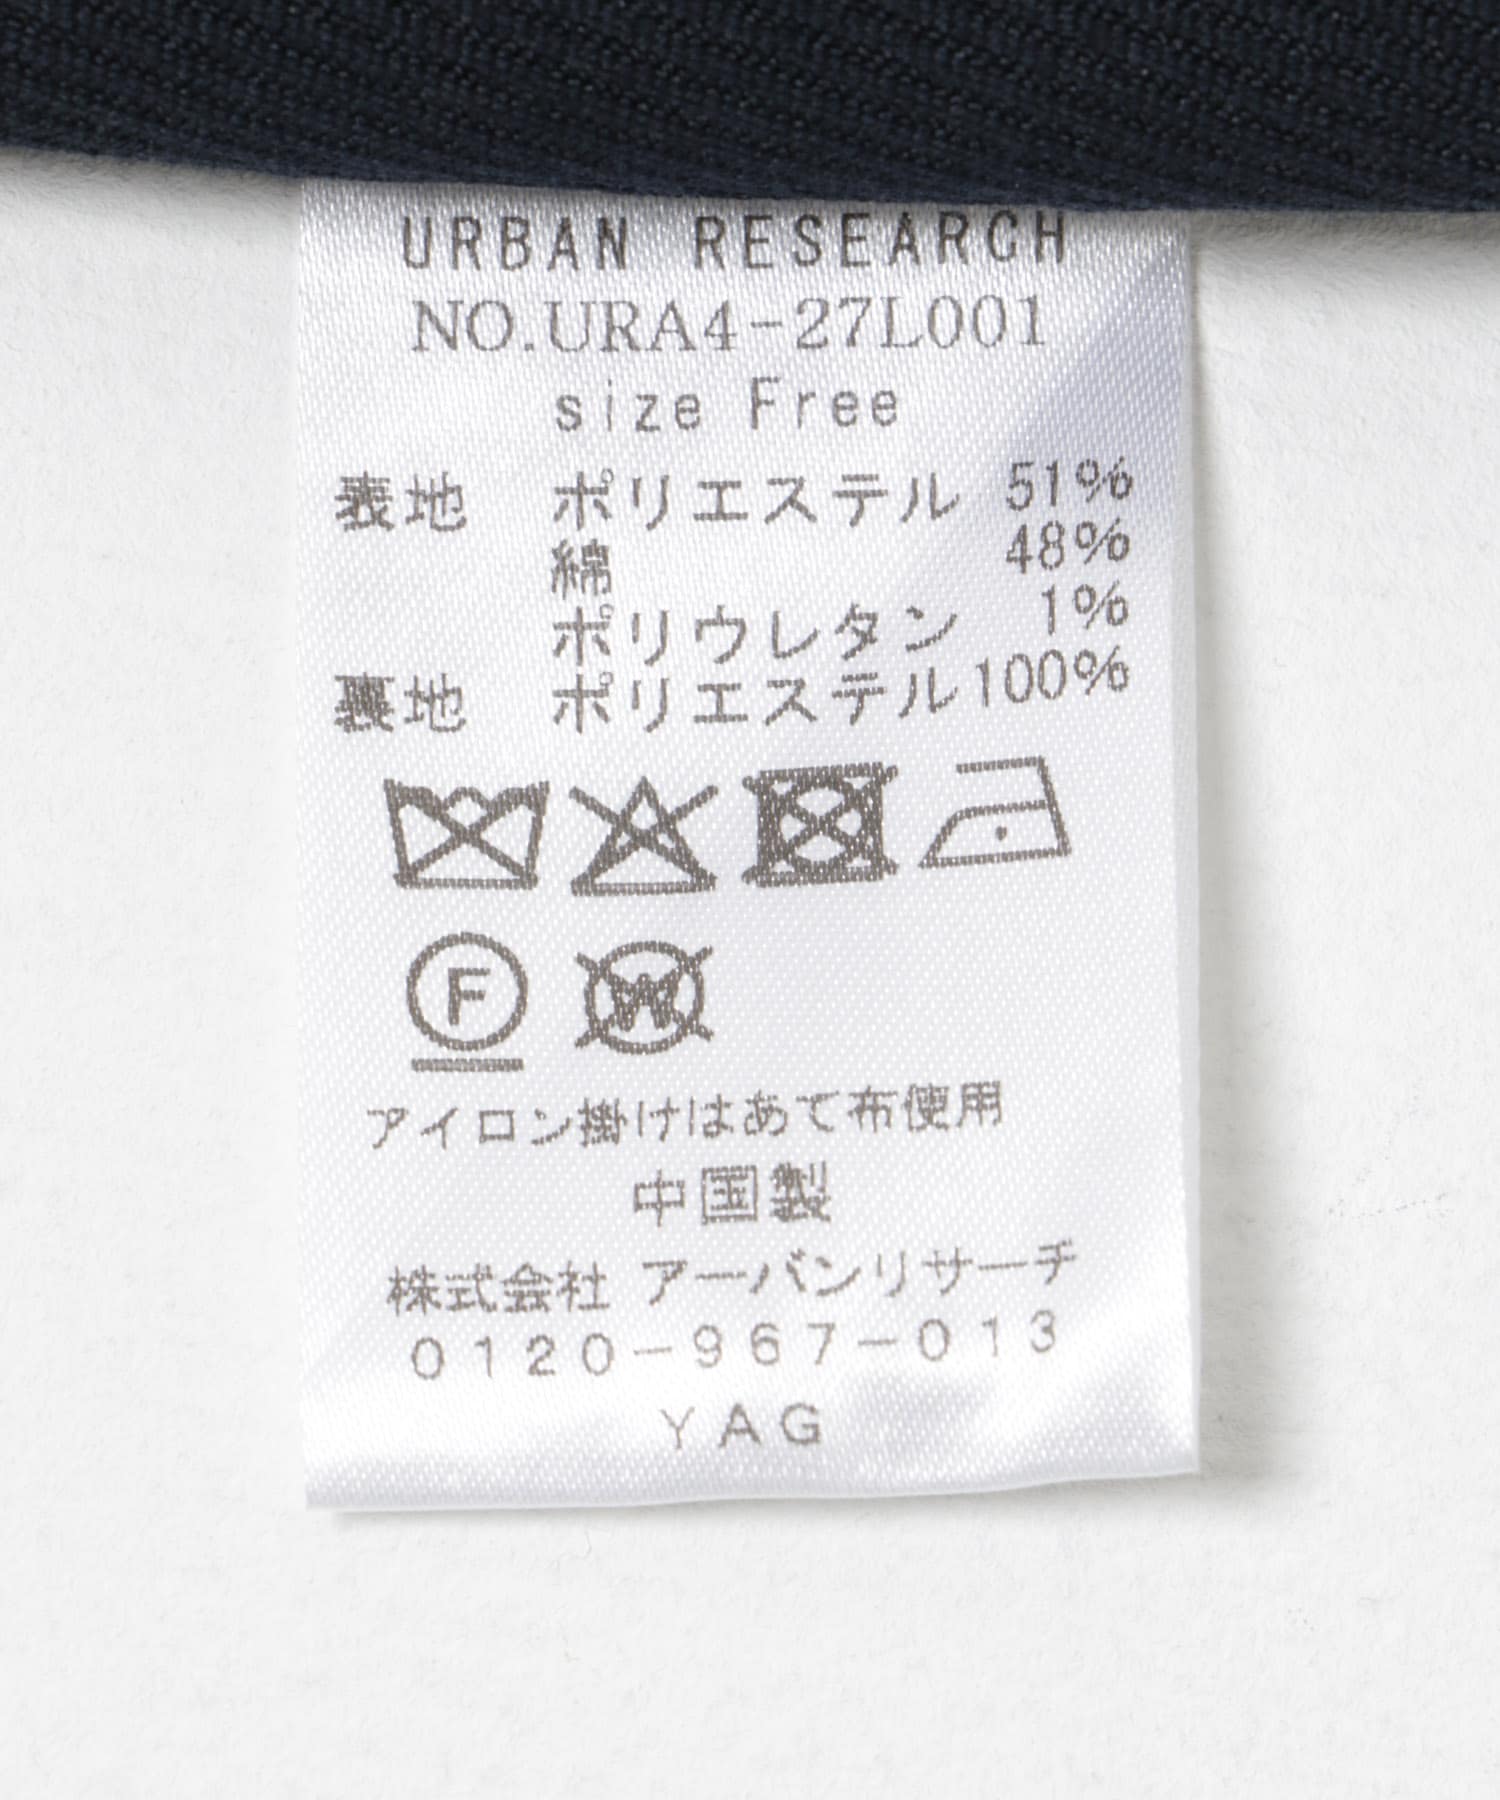 URBAN RESEARCH
NO.URA4-27L001
size Free
表地 ポリエステル 51%
綿 48%
ポリウレタン 1%
裏地 ポリエステル100%
F
W
アイロン掛けはあて布使用
中国製
株式会社 アーバンリサーチ
0120-967-013
YAG